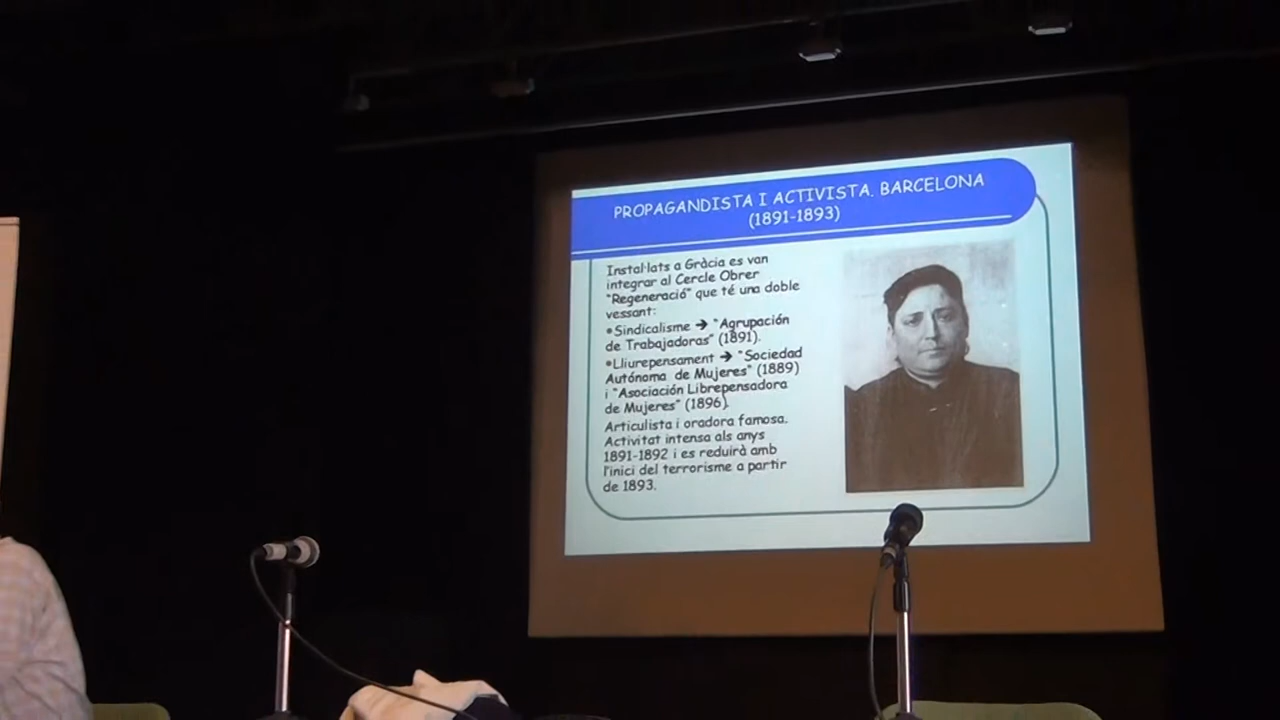 PROPAGANDISTA I ACTIVISTA. BARCELONA
(1891-1893)
Instal·lats a Gràcia es van
integrar al Cercle Obrer
"Regeneració" que té una doble
vessant:
•Sindicalisme ➔ "Agrupación
de Trabajadoras" (1891).
•Lliurepensament ➔ "Sociedad
Autónoma de Mujeres" (1889)
i "Asociación Librepensadora
de Mujeres" (1896).
Articulista i oradora famosa.
Activitat intensa als anys
1891-1892 i es reduirà amb
l'inici del terrorisme a partir
de 1893.